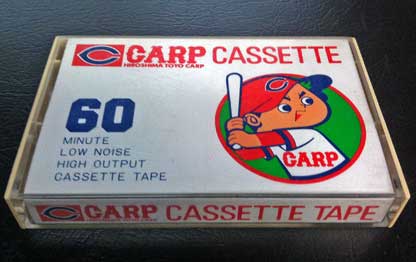 C CARP CASSETTE
HIROSHIMA TOYO CARP
60
MINUTE
LOW NOISE
HIGH OUTPUT
CASSETTE TAPE
C
CARP
C CARP CASSETTE TAPE